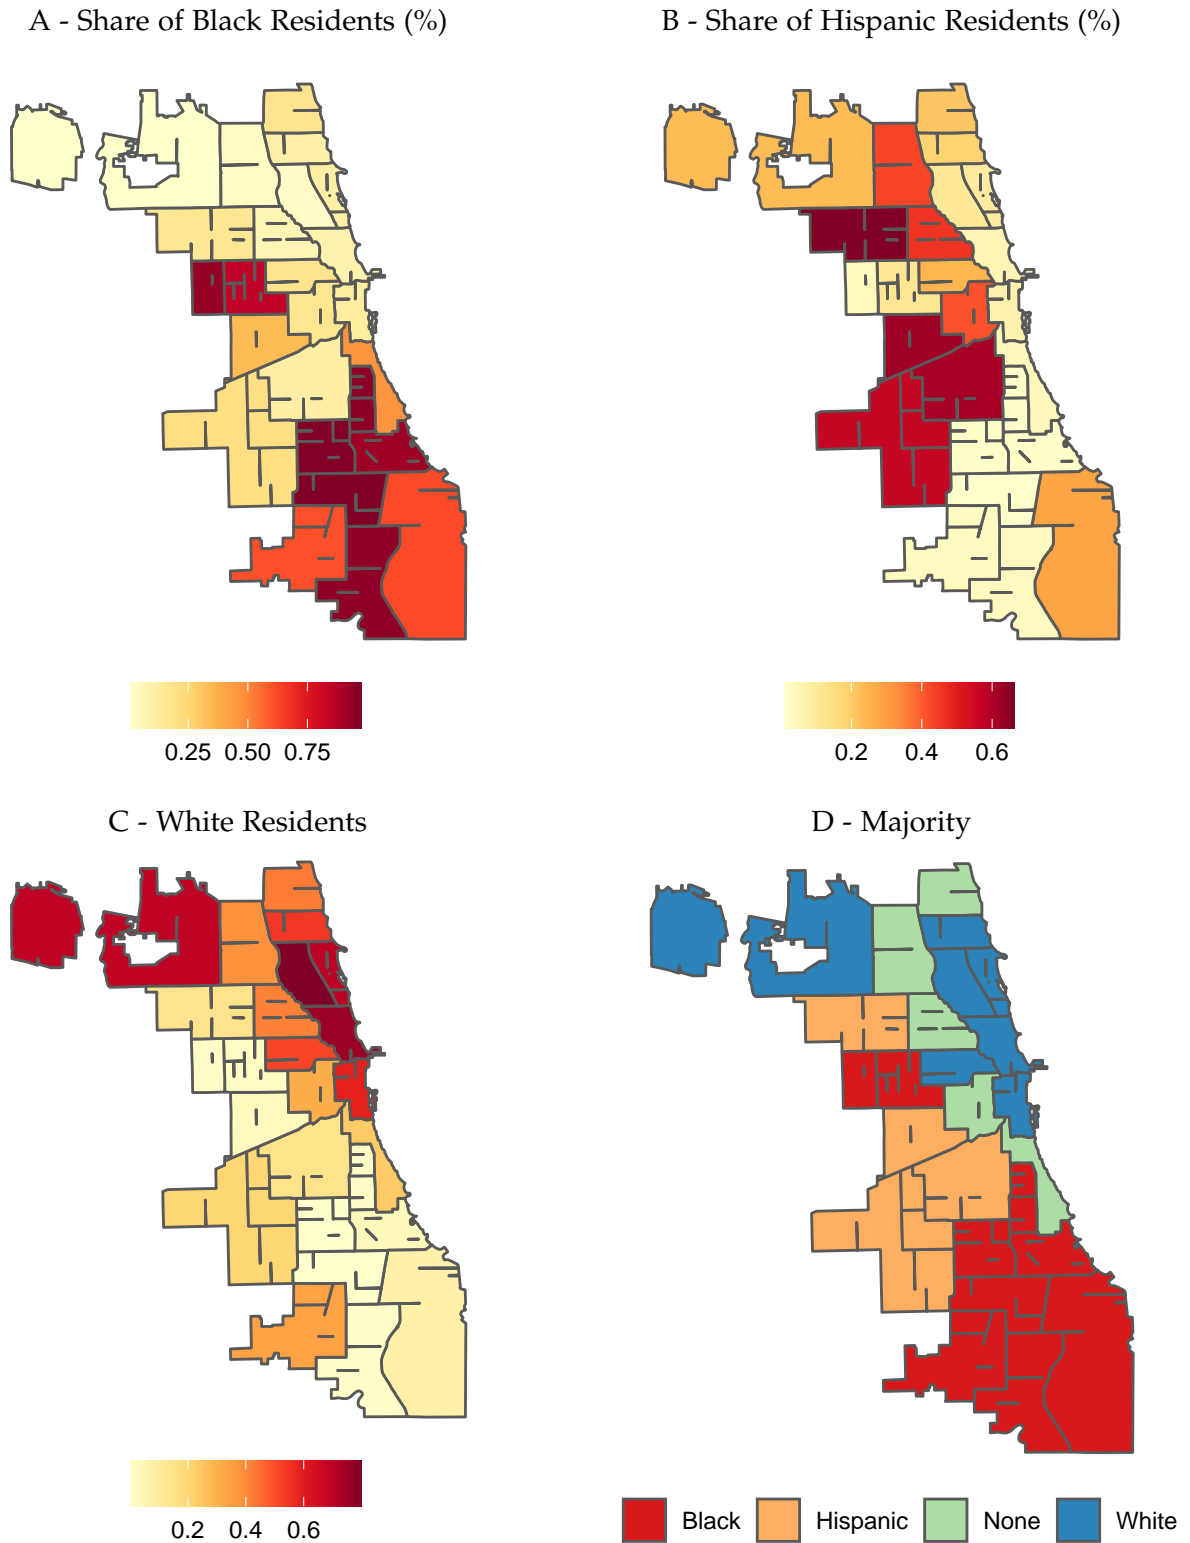 A - Share of Black Residents (%)
B - Share of Hispanic Residents (%)
0.25 0.50 0.75
0.2 0.4 0.6
C - White Residents
D - Majority
0.2 0.4 0.6
Black Hispanic None White